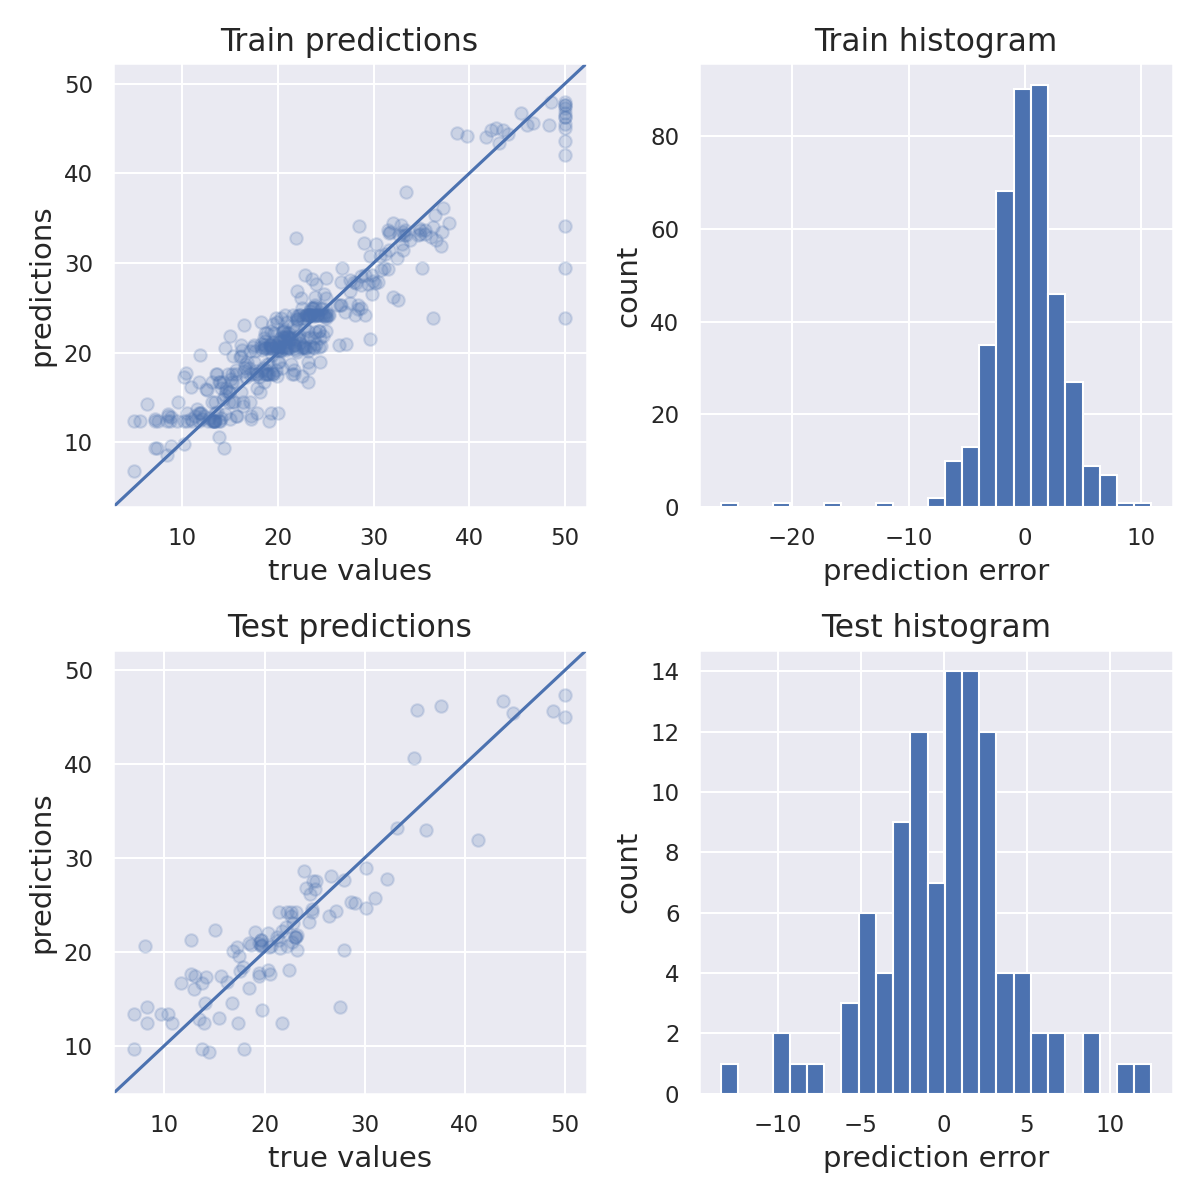 Train predictions
50
40
30
20
10
predictions
10 20 30 40 50
true values
Train histogram
80
60
40
20
0
count
−20 −10 0 10
prediction error
Test predictions
50
40
30
20
10
predictions
10 20 30 40 50
true values
Test histogram
14
12
10
8
6
4
2
0
count
−10 −5 0 5 10
prediction error